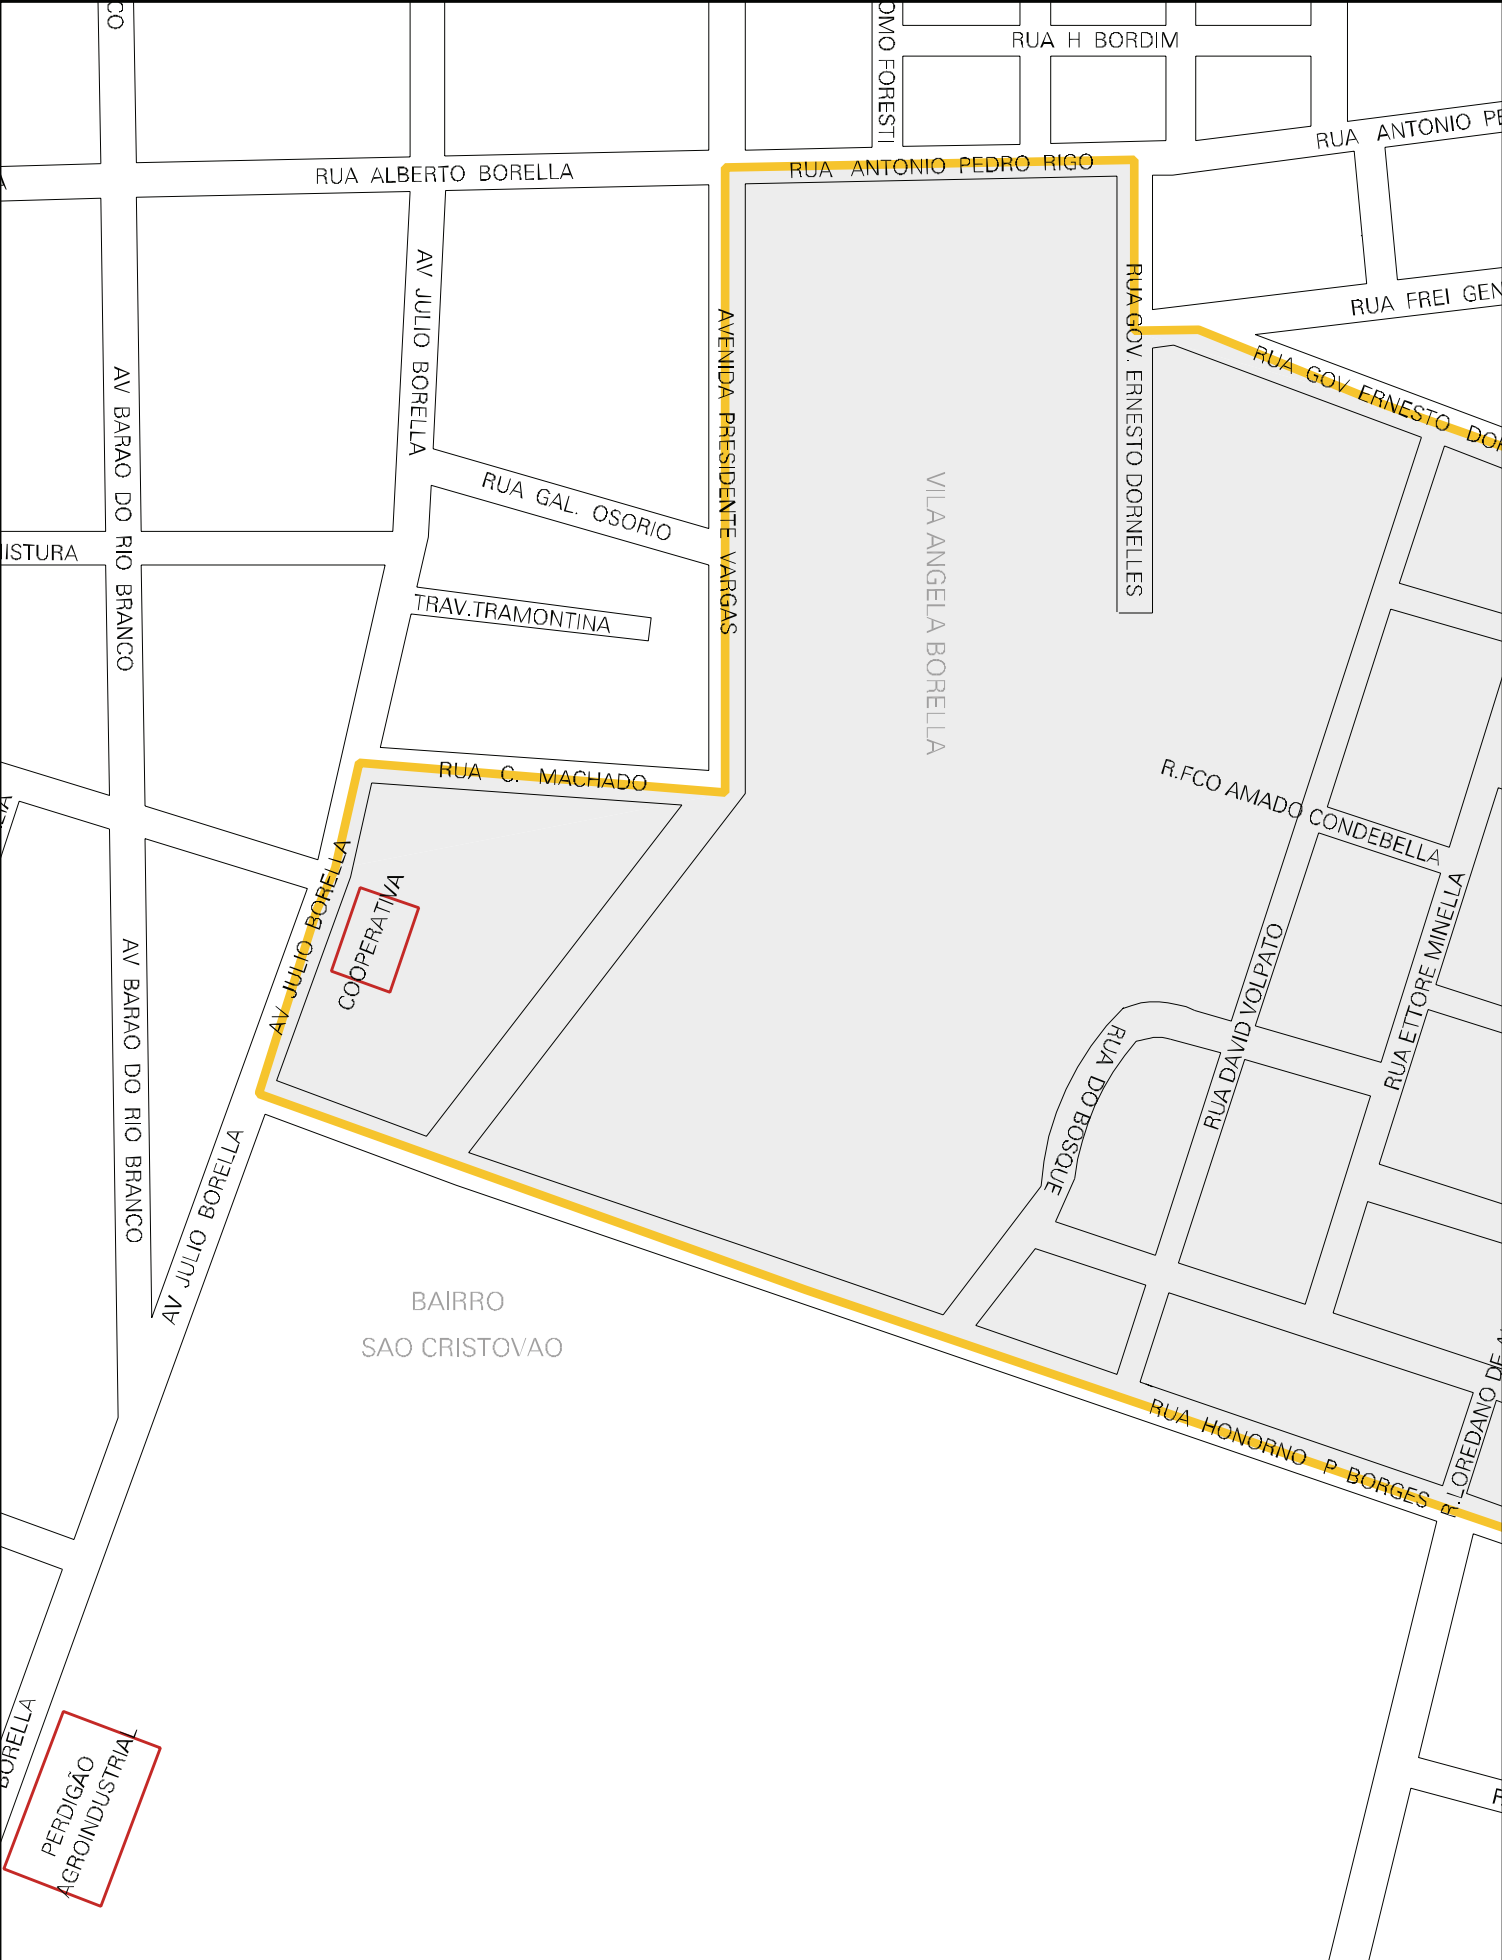 RUA H BORDIM
OMO FORESTI
RUA ANTONIO PE
RUA ALBERTO BORELLA
RUA ANTONIO PEDRO RIGO
AV JULIO BORELLA
RUA FREI GEN
AVENIDA PRESIDENTE VARGAS
RUA GOV. ERNESTO DORNELLES
RUA GOV ERNESTO DOR
AV BARAO DO RIO BRANCO
RUA GAL. OSORIO
VILA ANGELA BORELLA
ISTURA
TRAV.TRAMONTINA
RUA C. MACHADO
R.FCO AMADO CONDEBELLA
AV JULIO BORELLA
COOPERATIVA
RUA ETTORE MINELLA
RUA DAVID VOLPATO
AV BARAO DO RIO BRANCO
RUA DO BOSQUE
AV JULIO BORELLA
BAIRRO
SAO CRISTOVAO
R.LOREDANO DE
RUA HONORNO P BORGES
BORELLA
PERDIGÃO
AGROINDUSTRIAL